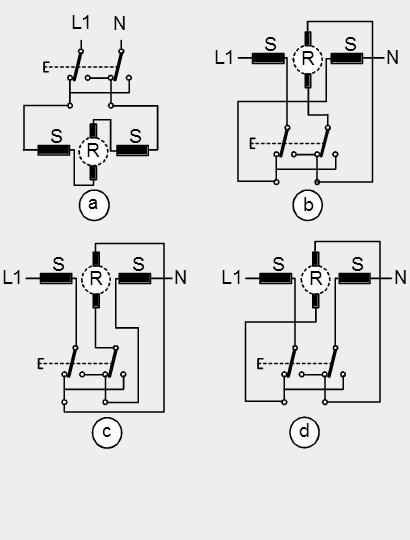 L1 N
S R S
a
L1 S R S N
b
L1 S R S N
c
L1 S R S N
d